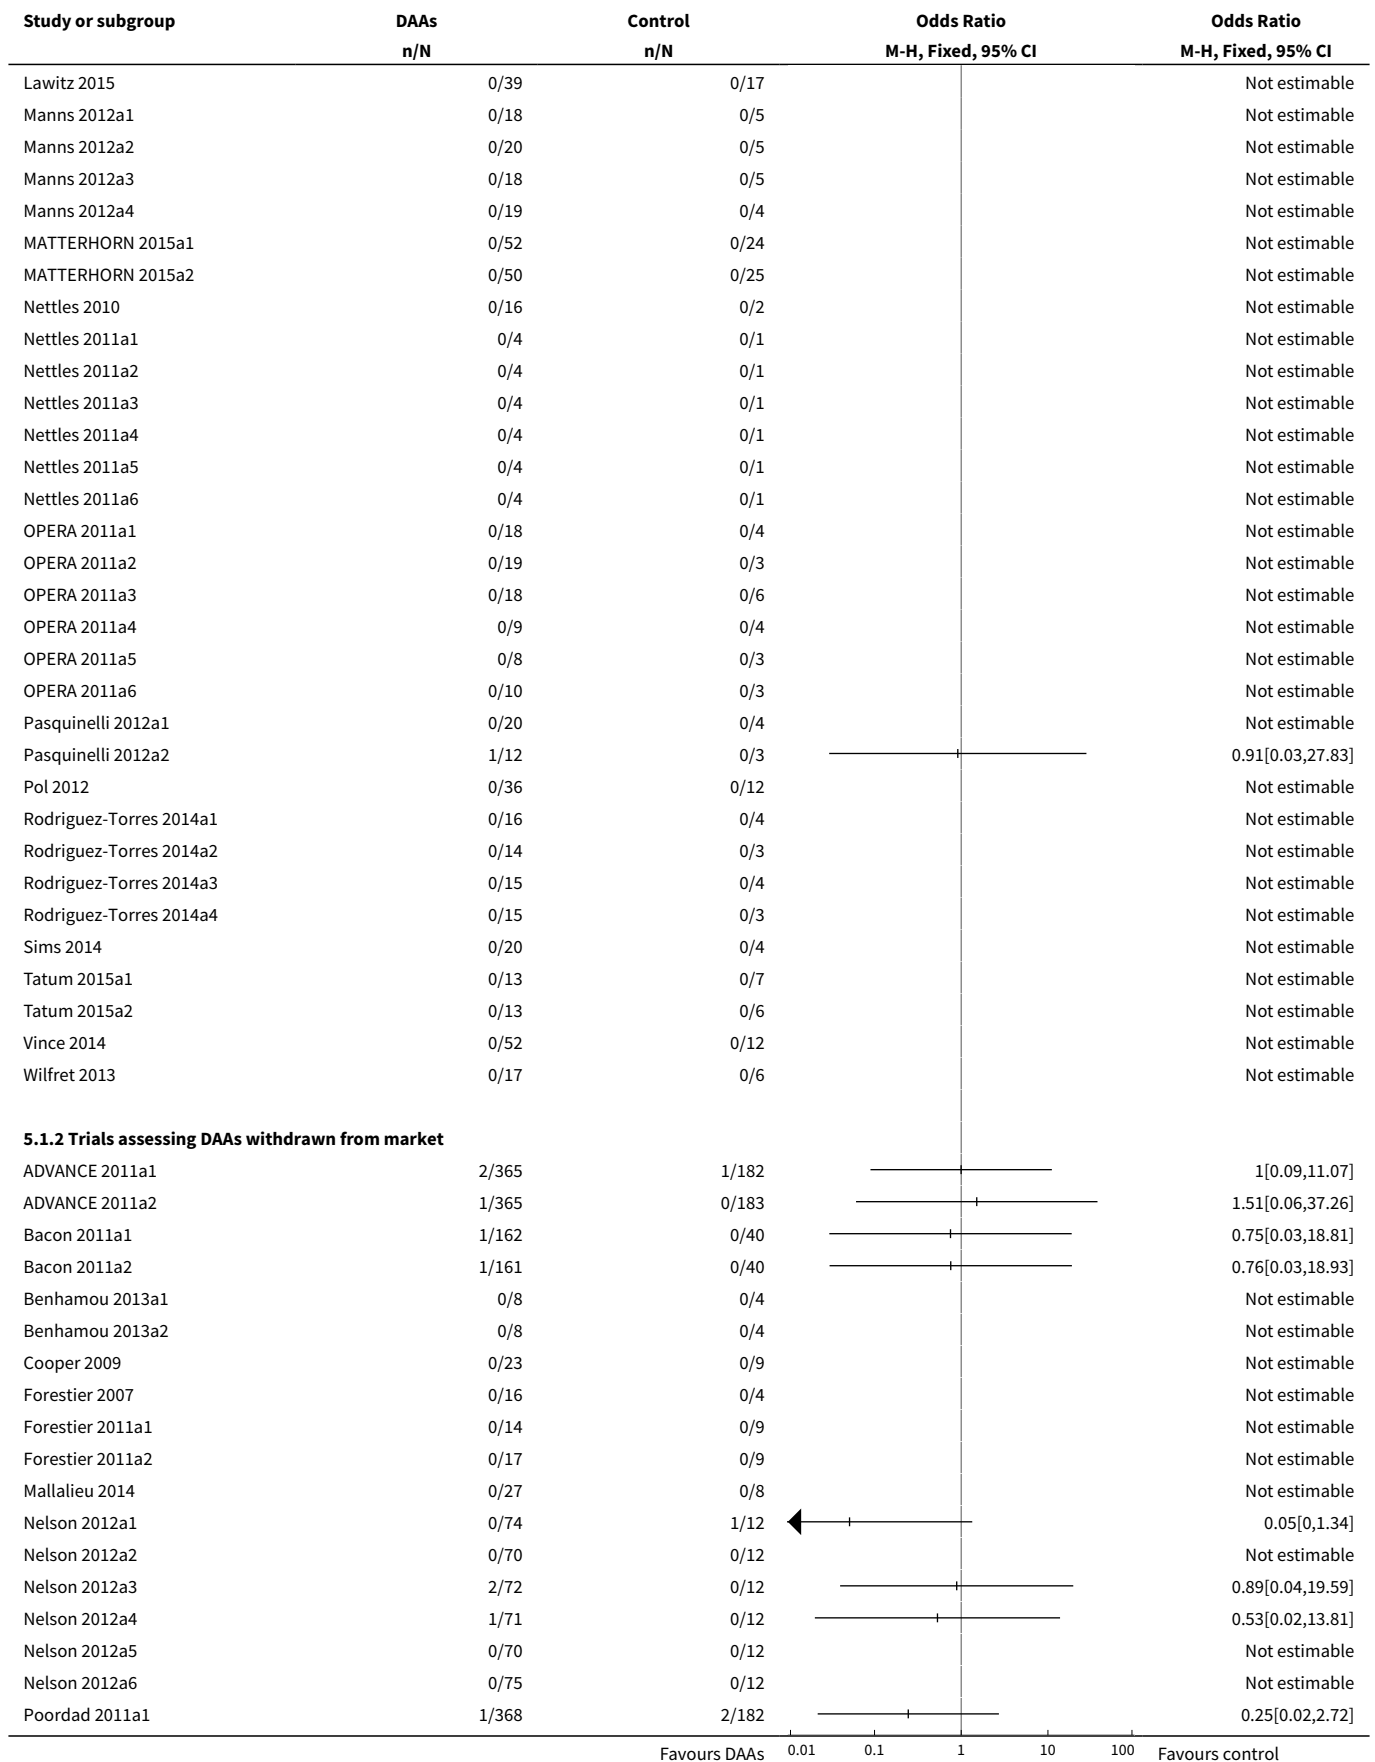 Study or subgroup DAAs Control Odds Ratio Odds Ratio
n/N n/N M-H, Fixed, 95% CI M-H, Fixed, 95% CI
Lawitz 2015 0/39 0/17 Not estimable
Manns 2012a1 0/18 0/5 Not estimable
Manns 2012a2 0/20 0/5 Not estimable
Manns 2012a3 0/18 0/5 Not estimable
Manns 2012a4 0/19 0/4 Not estimable
MATTERHORN 2015a1 0/52 0/24 Not estimable
MATTERHORN 2015a2 0/50 0/25 Not estimable
Nettles 2010 0/16 0/2 Not estimable
Nettles 2011a1 0/4 0/1 Not estimable
Nettles 2011a2 0/4 0/1 Not estimable
Nettles 2011a3 0/4 0/1 Not estimable
Nettles 2011a4 0/4 0/1 Not estimable
Nettles 2011a5 0/4 0/1 Not estimable
Nettles 2011a6 0/4 0/1 Not estimable
OPERA 2011a1 0/18 0/4 Not estimable
OPERA 2011a2 0/19 0/3 Not estimable
OPERA 2011a3 0/18 0/6 Not estimable
OPERA 2011a4 0/9 0/4 Not estimable
OPERA 2011a5 0/8 0/3 Not estimable
OPERA 2011a6 0/10 0/3 Not estimable
Pasquinelli 2012a1 0/20 0/4 Not estimable
Pasquinelli 2012a2 1/12 0/3 0.91[0.03,27.83]
Pol 2012 0/36 0/12 Not estimable
Rodriguez-Torres 2014a1 0/16 0/4 Not estimable
Rodriguez-Torres 2014a2 0/14 0/3 Not estimable
Rodriguez-Torres 2014a3 0/15 0/4 Not estimable
Rodriguez-Torres 2014a4 0/15 0/3 Not estimable
Sims 2014 0/20 0/4 Not estimable
Tatum 2015a1 0/13 0/7 Not estimable
Tatum 2015a2 0/13 0/6 Not estimable
Vince 2014 0/52 0/12 Not estimable
Wilfret 2013 0/17 0/6 Not estimable
5.1.2 Trials assessing DAAs withdrawn from market
ADVANCE 2011a1 2/365 1/182 1[0.09,11.07]
ADVANCE 2011a2 1/365 0/183 1.51[0.06,37.26]
Bacon 2011a1 1/162 0/40 0.75[0.03,18.81]
Bacon 2011a2 1/161 0/40 0.76[0.03,18.93]
Benhamou 2013a1 0/8 0/4 Not estimable
Benhamou 2013a2 0/8 0/4 Not estimable
Cooper 2009 0/23 0/9 Not estimable
Forestier 2007 0/16 0/4 Not estimable
Forestier 2011a1 0/14 0/9 Not estimable
Forestier 2011a2 0/17 0/9 Not estimable
Mallalieu 2014 0/27 0/8 Not estimable
Nelson 2012a1 0/74 1/12 0.05[0,1.34]
Nelson 2012a2 0/70 0/12 Not estimable
Nelson 2012a3 2/72 0/12 0.89[0.04,19.59]
Nelson 2012a4 1/71 0/12 0.53[0.02,13.81]
Nelson 2012a5 0/70 0/12 Not estimable
Nelson 2012a6 0/75 0/12 Not estimable
Poordad 2011a1 1/368 2/182 0.25[0.02,2.72]
Favours DAAs 0.01 0.1 1 10 100 Favours control